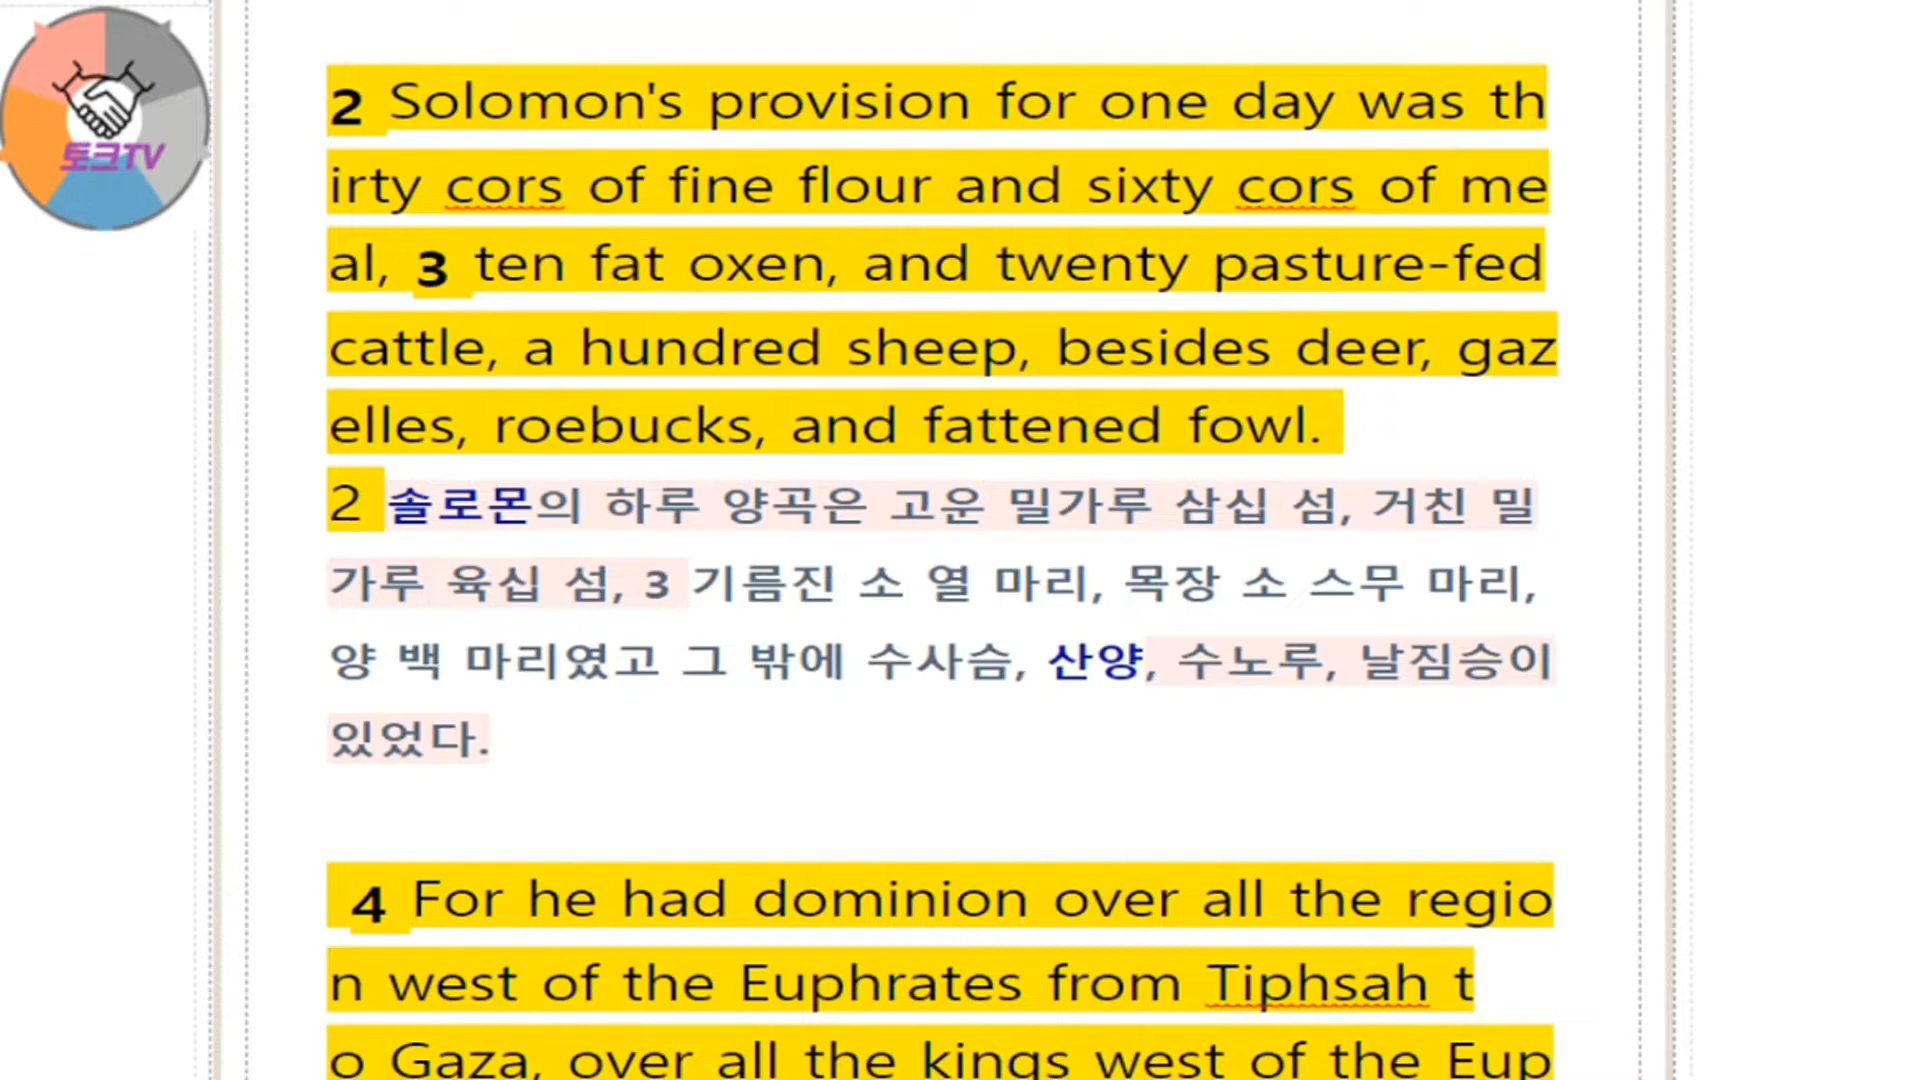 토크TV
2 Solomon's provision for one day was th
irty cors of fine flour and sixty cors of me
al, 3 ten fat oxen, and twenty pasture-fed
cattle, a hundred sheep, besides deer, gaz
elles, roebucks, and fattened fowl.
2 솔로몬의 하루 양곡은 고운 밀가루 삼십 섬, 거친 밀
가루 육십 섬, 3 기름진 소 열 마리, 목장 소 스무 마리,
양 백 마리였고 그 밖에 수사슴, 산양, 수노루, 날짐승이
있었다.
4 For he had dominion over all the regio
n west of the Euphrates from Tiphsah t
o Gaza, over all the kings west of the Eup